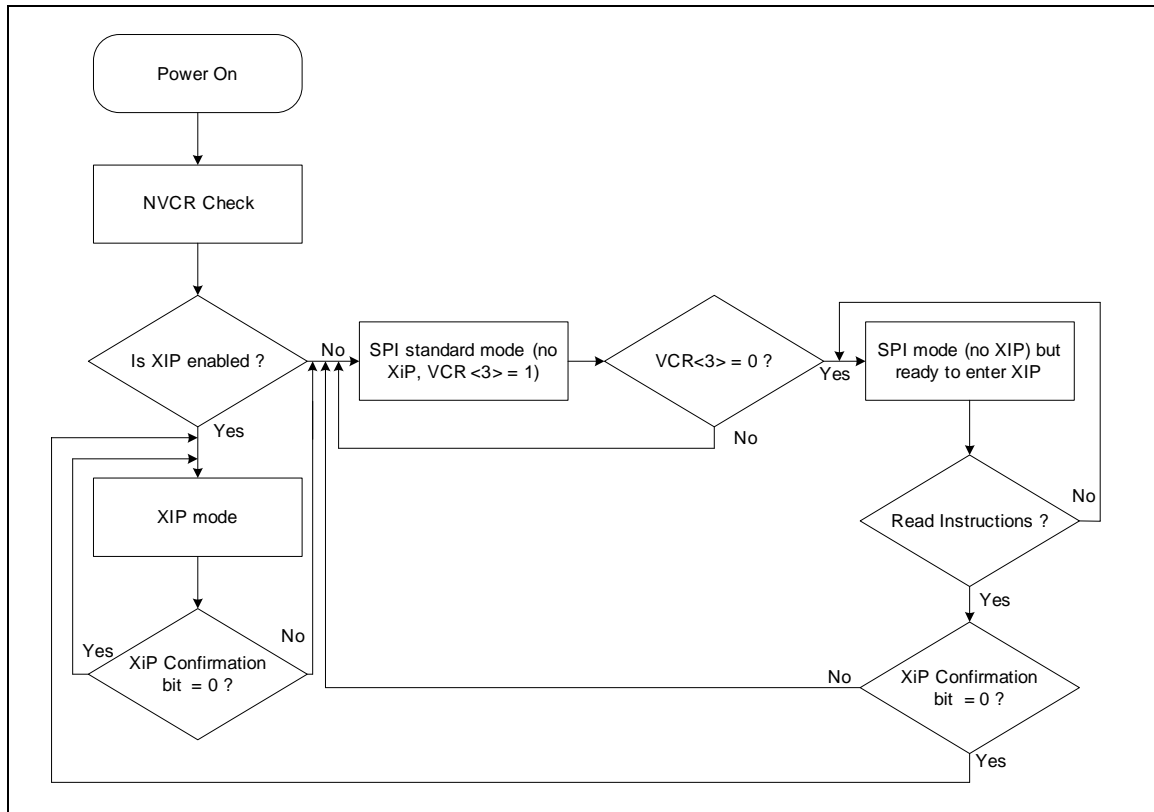 Power On
NVCR Check
Is XIP enabled ?
No
SPI standard mode (no
XiP, VCR <3> = 1)
VCR<3> = 0 ?
Yes
SPI mode (no XIP) but
ready to enter XIP
Yes
No
XIP mode
Read Instructions ?
No
Yes
Yes
No
XiP Confirmation
bit = 0 ?
No
XiP Confirmation
bit = 0 ?
Yes